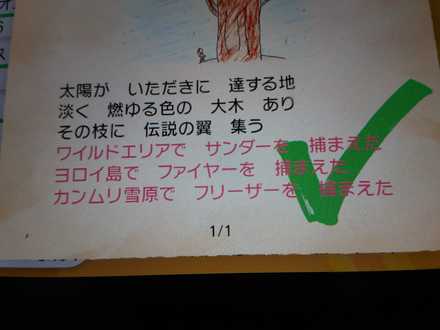 太陽が　いただきに　達する地
淡く　燃ゆる色の　大木　あり
その枝に　伝説の翼　集う
ワイルドエリアで　サンダーを　捕まえた
ヨロイ島で　ファイヤーを　捕まえた
カンムリ雪原で　フリーザーを　捕まえた
1/1